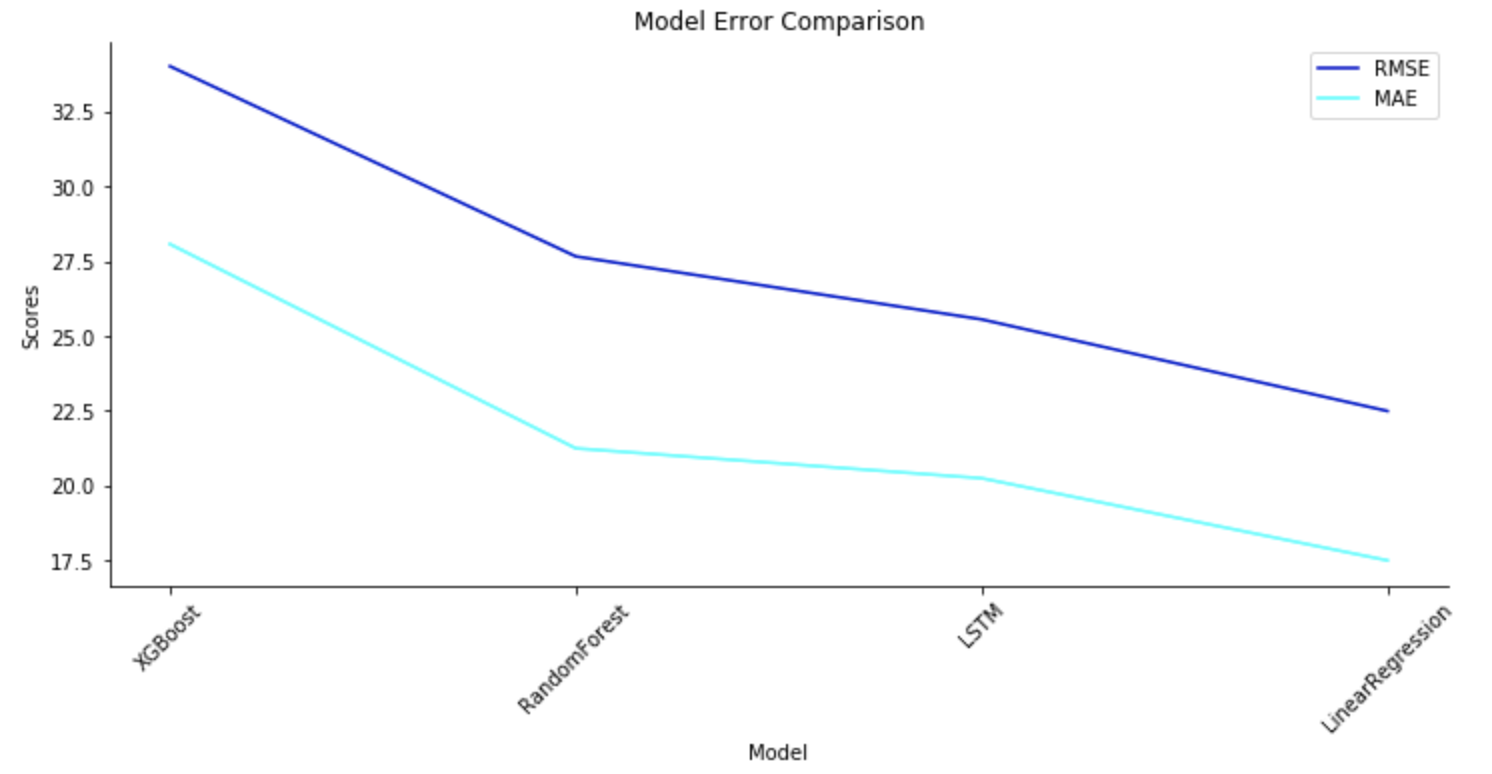 Model Error Comparison
RMSE
MAE
32.5
30.0
27.5
25.0
22.5
20.0
17.5
Scores
XGBoost
RandomForest
LSTM
LinearRegression
Model